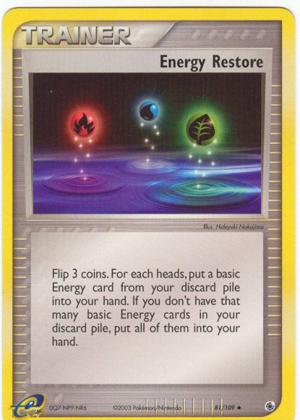 TRAINER
Energy Restore
Illus. Hideyuki Nakajima
Flip 3 coins. For each heads, put a basic
Energy card from your discard pile
into your hand. If you don't have that
many basic Energy cards in your
discard pile, put all of them into your
hand.
©2003 Pokémon/Nintendo
81/109